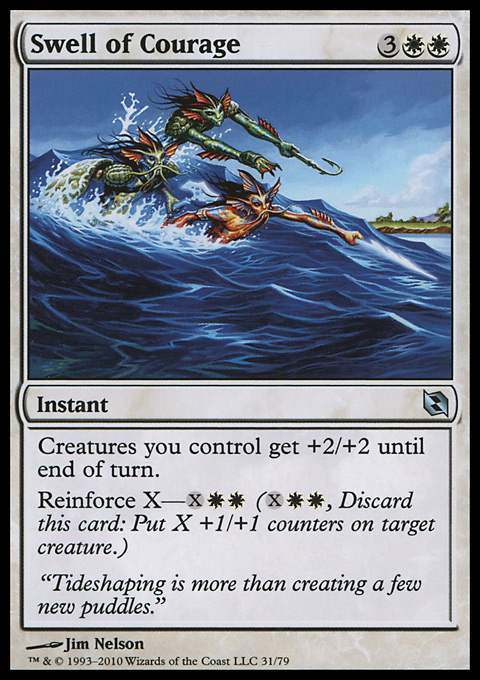 Swell of Courage 3
Instant
Creatures you control get +2/+2 until
end of turn.
Reinforce X—X (X, Discard
this card: Put X +1/+1 counters on target
creature.)
“Tideshaping is more than creating a few
new puddles.”
Jim Nelson
™ & © 1993–2010 Wizards of the Coast LLC 31/79